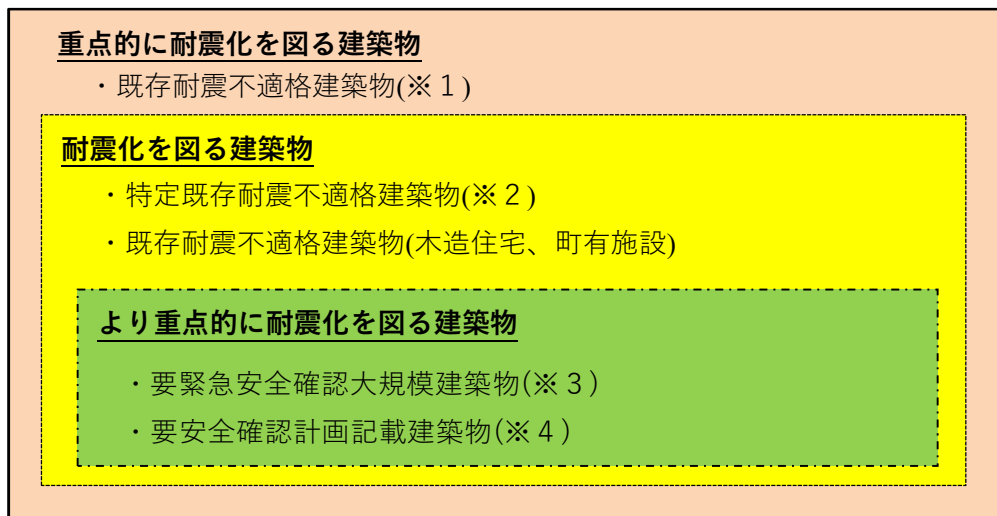 重点的に耐震化を図る建築物
・既存耐震不適格建築物(※１)
耐震化を図る建築物
・特定既存耐震不適格建築物(※２)
・既存耐震不適格建築物(木造住宅、町有施設)
より重点的に耐震化を図る建築物
・要緊急安全確認大規模建築物(※３)
・要安全確認計画記載建築物(※４)